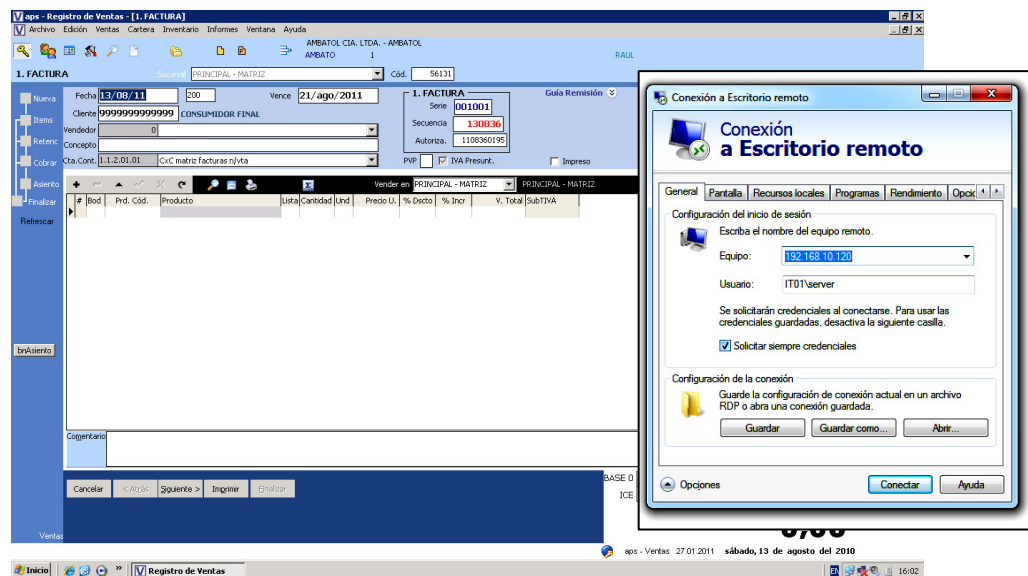 aps - Registro de Ventas - [1. FACTURA]
Archivo Edición Ventas Cartera Inventario Informes Ventana Ayuda
AMBATOL CIA. LTDA. - AMBATOL
AMBATO 1 RAUL
1. FACTURA Sucursal PRINCIPAL - MATRIZ Cód. 56131
Nueva
Items
Retenc
Cobrar
Asiento
Finalizar
Refrescar
bnAsiento
Ventas
Fecha 13/08/11 200 Vence 21/ago/2011
Cliente 9999999999999 CONSUMIDOR FINAL
Vendedor 0
Concepto
Cta.Cont. 1.1.2.01.01 CxC matriz facturas n/vta
1. FACTURA
Serie 001001
Secuencia 130836
Autoriza. 1108360195
PVP IVA Presunt.
Guía Remisión
Impreso
Vender en PRINCIPAL - MATRIZ PRINCIPAL - MATRIZ
# Bod Prd. Cód. Producto Lista Cantidad Und Precio U. % Dscto % Incr V. Total SubTIVA
Comentario
Cancelar < Atrás Siguiente > Imprimir Finalizar
BASE 0
ICE
aps - Ventas 27.01.2011 sábado, 13 de agosto del 2010
Inicio » Registro de Ventas EN 16:02
Conexión a Escritorio remoto
Conexión
a Escritorio remoto
General Pantalla Recursos locales Programas Rendimiento Opcic
Configuración del inicio de sesión
Escriba el nombre del equipo remoto.
Equipo: 192.168.10.120
Usuario: IT01\server
Se solicitarán credenciales al conectarse. Para usar las
credenciales guardadas, desactiva la siguiente casilla.
Solicitar siempre credenciales
Configuración de la conexión
Guarde la configuración de conexión actual en un archivo
RDP o abra una conexión guardada.
Guardar Guardar como... Abrir...
Opciones Conectar Ayuda